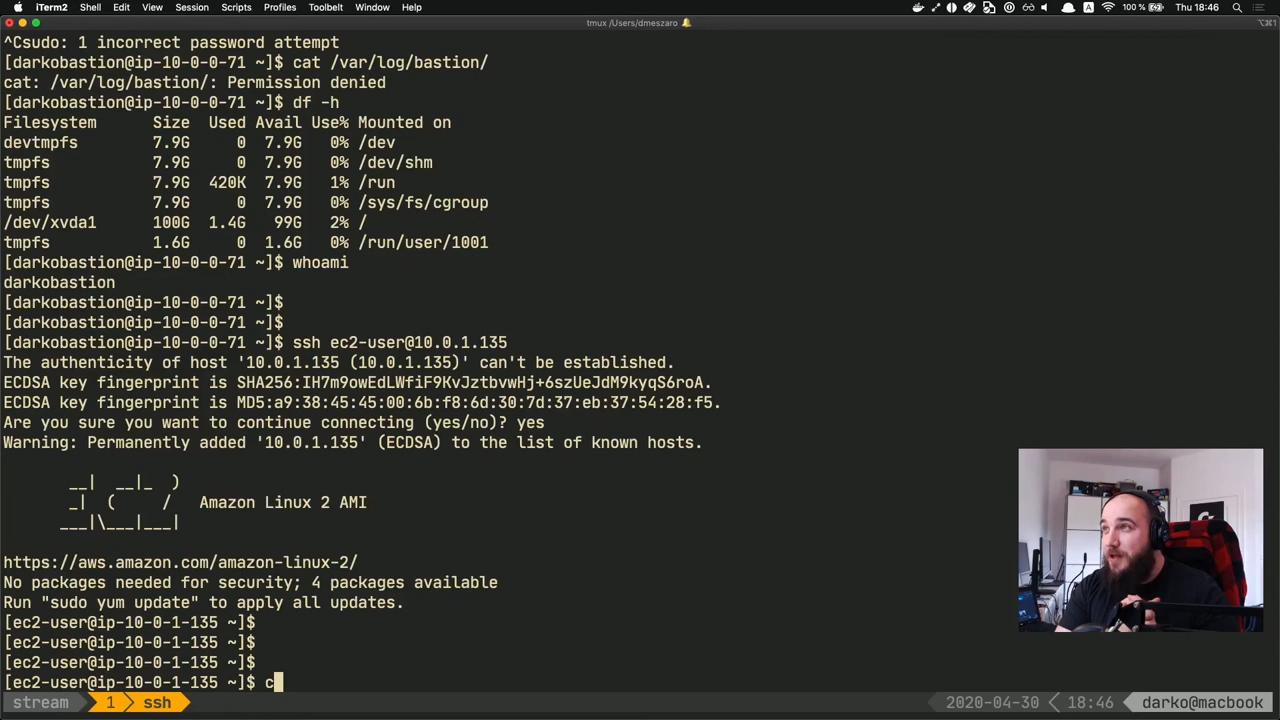 iTerm2 Shell Edit View Session Scripts Profiles Toolbelt Window Help 100 % Thu 18:46
tmux /Users/dmeszaro
^Csudo: 1 incorrect password attempt
[darkobastion@ip-10-0-0-71 ~]$ cat /var/log/bastion/
cat: /var/log/bastion/: Permission denied
[darkobastion@ip-10-0-0-71 ~]$ df -h
Filesystem      Size  Used Avail Use% Mounted on
devtmpfs        7.9G     0  7.9G   0% /dev
tmpfs           7.9G     0  7.9G   0% /dev/shm
tmpfs           7.9G  420K  7.9G   1% /run
tmpfs           7.9G     0  7.9G   0% /sys/fs/cgroup
/dev/xvda1      100G  1.4G   99G   2% /
tmpfs           1.6G     0  1.6G   0% /run/user/1001
[darkobastion@ip-10-0-0-71 ~]$ whoami
darkobastion
[darkobastion@ip-10-0-0-71 ~]$
[darkobastion@ip-10-0-0-71 ~]$
[darkobastion@ip-10-0-0-71 ~]$ ssh ec2-user@10.0.1.135
The authenticity of host '10.0.1.135 (10.0.1.135)' can't be established.
ECDSA key fingerprint is SHA256:IH7m9owEdLWfiF9KvJztbvwHj+6szUeJdM9kyqS6roA.
ECDSA key fingerprint is MD5:a9:38:45:45:00:6b:f8:6d:30:7d:37:eb:37:54:28:f5.
Are you sure you want to continue connecting (yes/no)? yes
Warning: Permanently added '10.0.1.135' (ECDSA) to the list of known hosts.
       __|  __|_  )
       _|  (     /   Amazon Linux 2 AMI
      ___|\___|___|
https://aws.amazon.com/amazon-linux-2/
No packages needed for security; 4 packages available
Run "sudo yum update" to apply all updates.
[ec2-user@ip-10-0-1-135 ~]$
[ec2-user@ip-10-0-1-135 ~]$
[ec2-user@ip-10-0-1-135 ~]$
[ec2-user@ip-10-0-1-135 ~]$ c
stream 1 ssh 2020-04-30 18:46 darko@macbook